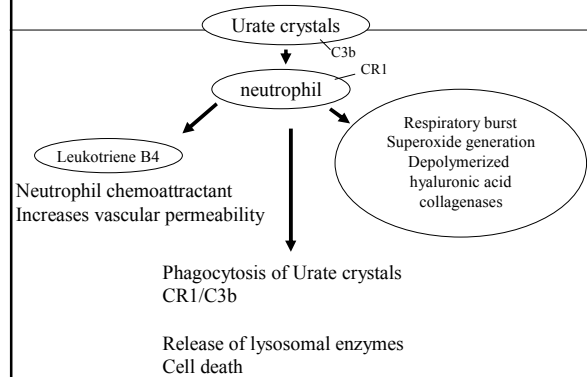 Urate crystals
C3b
CR1
neutrophil
Leukotriene B4
Neutrophil chemoattractant
Increases vascular permeability
Respiratory burst
Superoxide generation
Depolymerized
hyaluronic acid
collagenases
Phagocytosis of Urate crystals
CR1/C3b
Release of lysosomal enzymes
Cell death